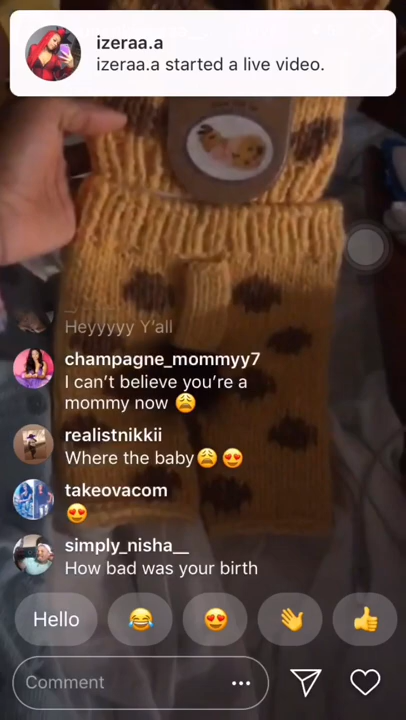 izeraa.a
izeraa.a started a live video.
Heyyyyy Y'all
champagne_mommyy7
I can't believe you're a
mommy now 😩
realistnikkii
Where the baby😩😍
takeovacom
😍
simply_nisha__
How bad was your birth
Hello 😂 😍 👋 👍
Comment